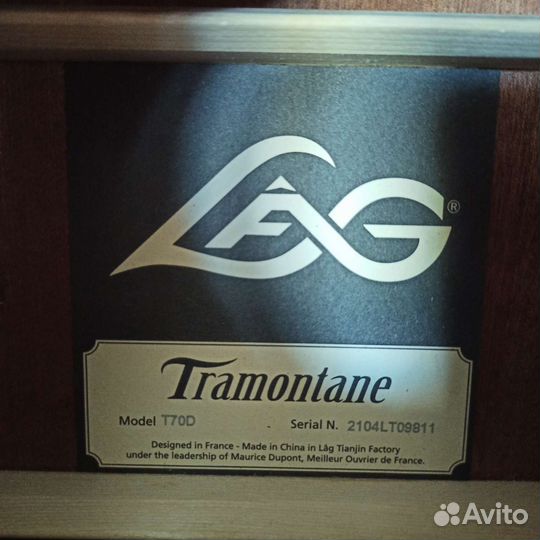 LÂG®
Tramontane
Model T70D Serial N. 2104LT09811
Designed in France - Made in China in Lâg Tianjin Factory
under the leadership of Maurice Dupont, Meilleur Ouvrier de France.
Avito